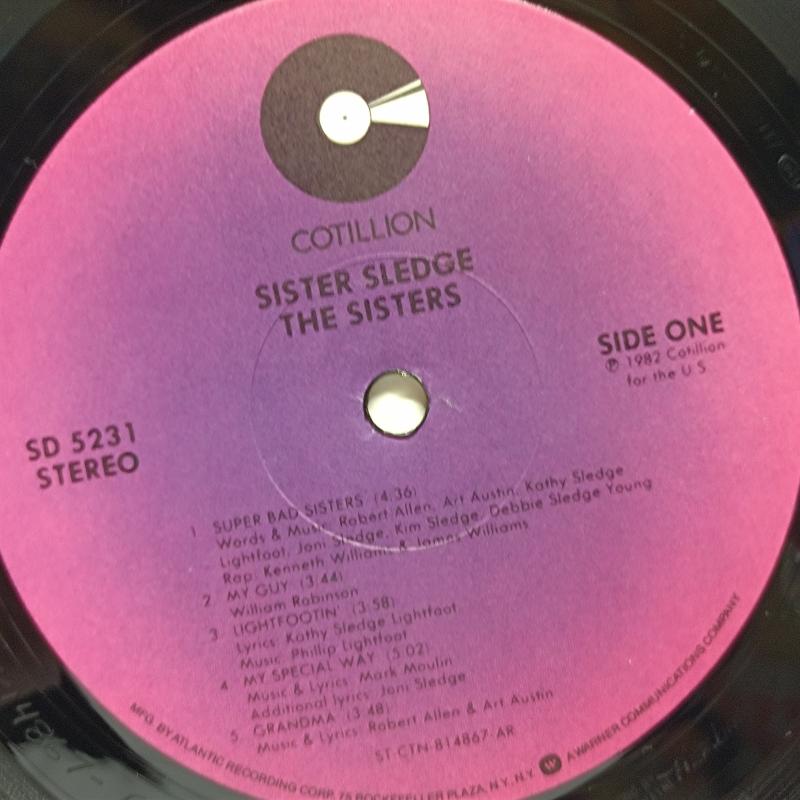 COTILLION
SISTER SLEDGE
THE SISTERS
SIDE ONE
℗ 1982 Cotillion
for the U S
SD 5231
STEREO
1 SUPER BAD SISTERS (4:36)
Words & Music: Robert Allen, Art Austin, Kathy Sledge
Lightfoot, Joni Sledge, Kim Sledge, Debbie Sledge Young
Rap: Kenneth Williams & James Williams
2 MY GUY (3:44)
William Robinson
3 LIGHTFOOTIN' (3:58)
Lyrics: Kathy Sledge Lightfoot
Music: Phillip Lightfoot
4 MY SPECIAL WAY (5:02)
Music & Lyrics: Mark Moulin
Additional lyrics: Joni Sledge
5 GRANDMA (3:48)
Music & Lyrics: Robert Allen & Art Austin
ST-CTN-814867-AR
MFG. BY ATLANTIC RECORDING CORP. 75 ROCKEFELLER PLAZA, N.Y., N.Y. W A WARNER COMMUNICATIONS COMPANY